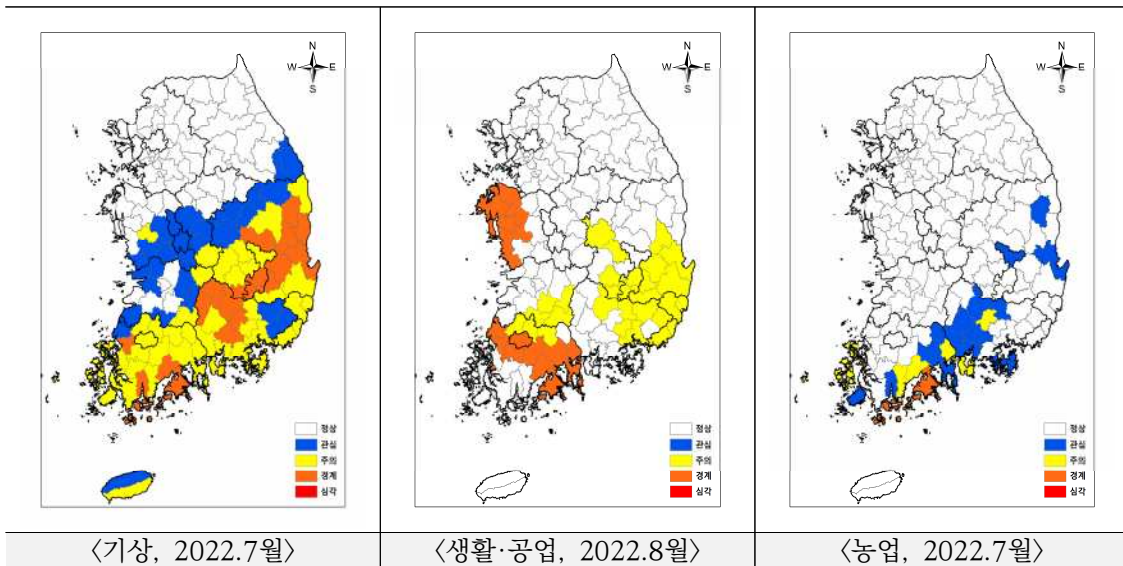 N
W E
S
정상
관심
주의
경계
심각
N
W E
S
정상
관심
주의
경계
심각
N
W E
S
정상
관심
주의
경계
심각
〈기상, 2022.7월〉
〈생활·공업, 2022.8월〉
〈농업, 2022.7월〉